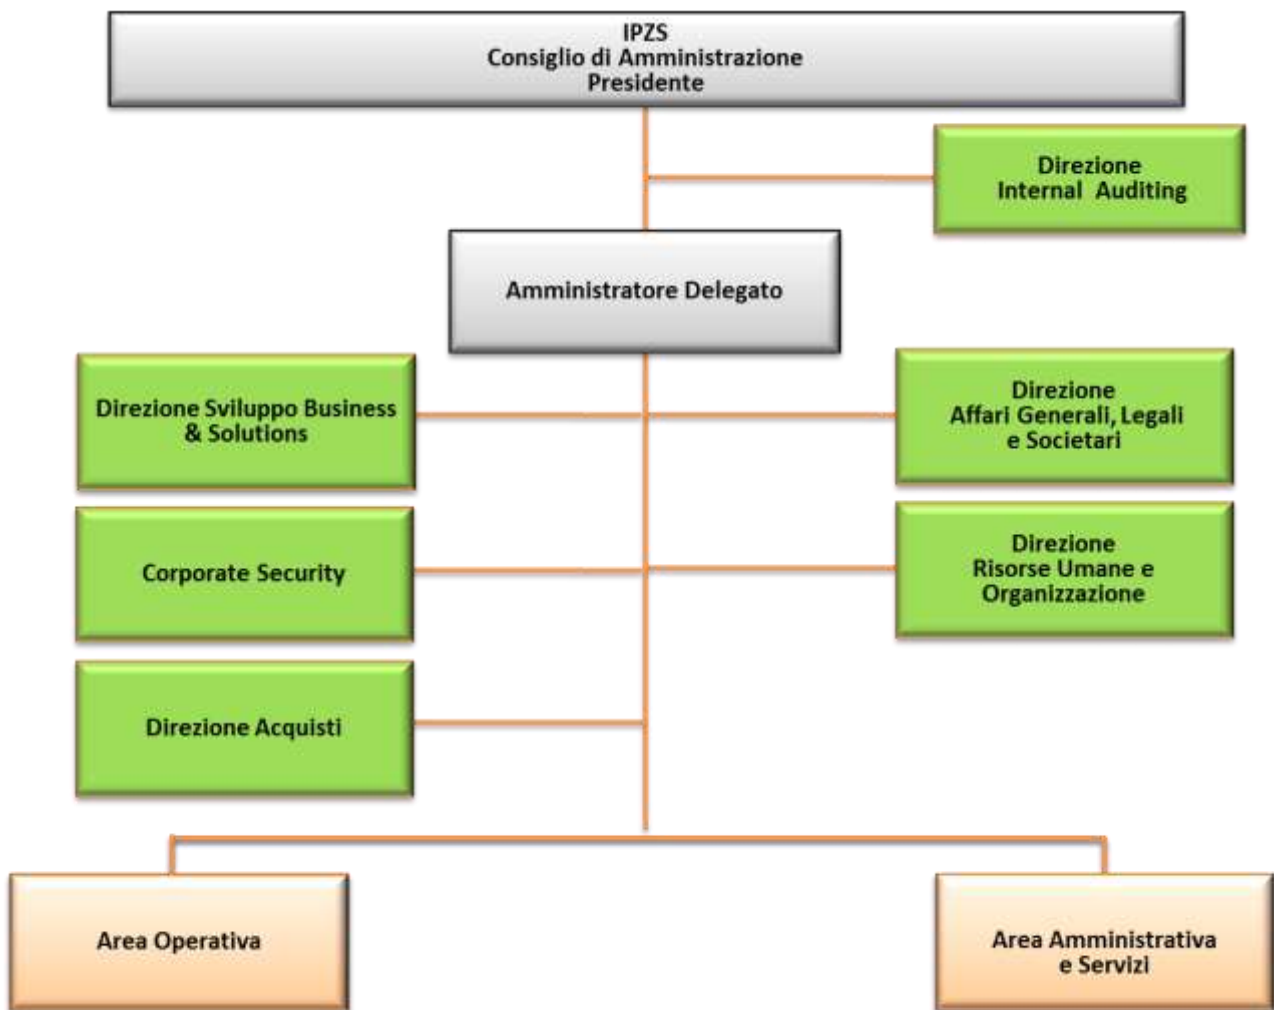 IPZS
Consiglio di Amministrazione
Presidente
Direzione
Internal Auditing
Amministratore Delegato
Direzione Sviluppo Business
& Solutions
Direzione
Affari Generali, Legali
e Societari
Corporate Security
Direzione
Risorse Umane e
Organizzazione
Direzione Acquisti
Area Operativa
Area Amministrativa
e Servizi